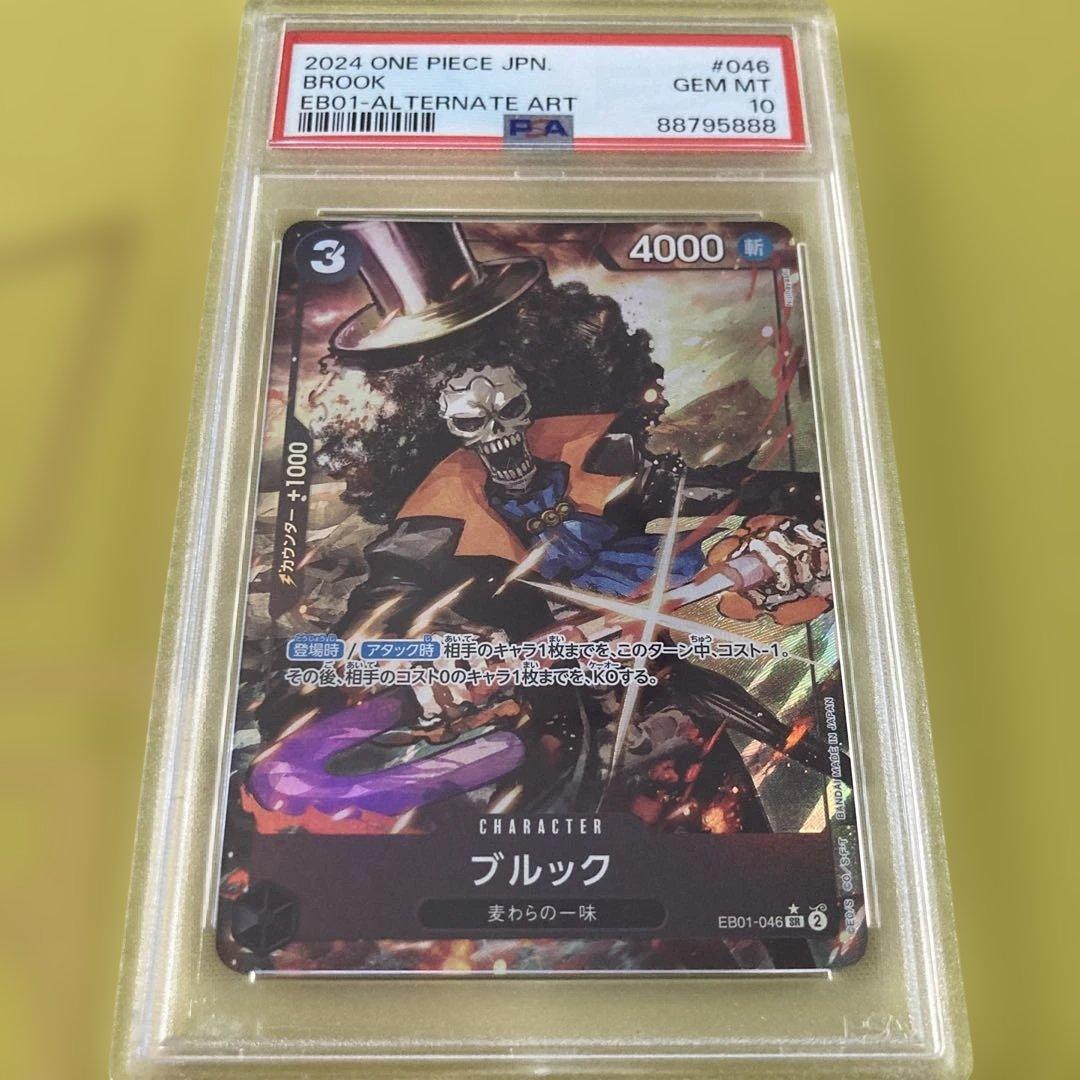 2024 ONE PIECE JPN. #046
BROOK GEM MT
EB01-ALTERNATE ART 10
PSA 88795888
3
4000 斬
カウンター +1000
登場時 / アタック時 相手のキャラ1枚までを、このターン中、コスト-1。
その後、相手のコスト0のキャラ1枚までを、KOする。
CHARACTER
ブルック
麦わらの一味
EB01-046 SR 2
©E.O/S. CO./S.F.T BANDAI MADE IN JAPAN